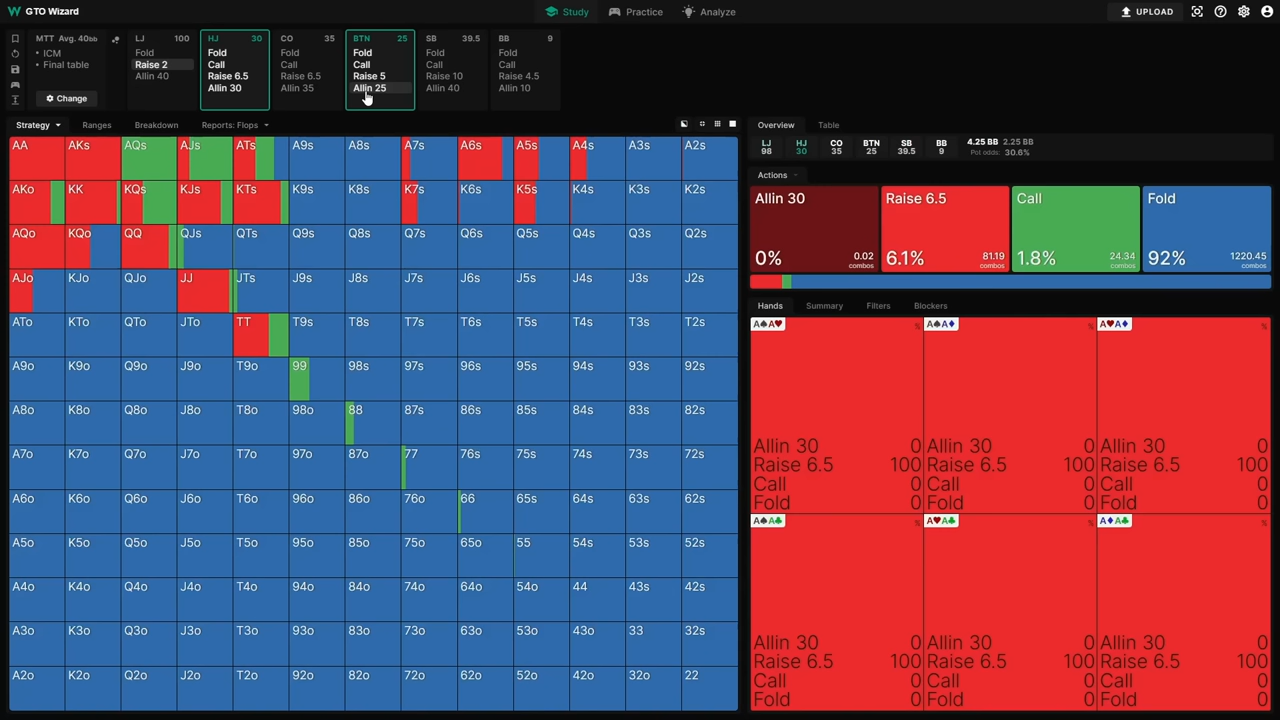 GTO Wizard
Study
Practice
Analyze
UPLOAD
MTT Avg. 40bb
• ICM
• Final table
Change
LJ 100
Fold
Raise 2
Allin 40
HJ 30
Fold
Call
Raise 6.5
Allin 30
CO 35
Fold
Call
Raise 6.5
Allin 35
BTN 25
Fold
Call
Raise 5
Allin 25
SB 39.5
Fold
Call
Raise 10
Allin 40
BB 9
Fold
Call
Raise 4.5
Allin 10
Strategy Ranges Breakdown Reports: Flops
AA AKs AQs AJs ATs A9s A8s A7s A6s A5s A4s A3s A2s
AKo KK KQs KJs KTs K9s K8s K7s K6s K5s K4s K3s K2s
AQo KQo QQ QJs QTs Q9s Q8s Q7s Q6s Q5s Q4s Q3s Q2s
AJo KJo QJo JJ JTs J9s J8s J7s J6s J5s J4s J3s J2s
ATo KTo QTo JTo TT T9s T8s T7s T6s T5s T4s T3s T2s
A9o K9o Q9o J9o T9o 99 98s 97s 96s 95s 94s 93s 92s
A8o K8o Q8o J8o T8o 98o 88 87s 86s 85s 84s 83s 82s
A7o K7o Q7o J7o T7o 97o 87o 77 76s 75s 74s 73s 72s
A6o K6o Q6o J6o T6o 96o 86o 76o 66 65s 64s 63s 62s
A5o K5o Q5o J5o T5o 95o 85o 75o 65o 55 54s 53s 52s
A4o K4o Q4o J4o T4o 94o 84o 74o 64o 54o 44 43s 42s
A3o K3o Q3o J3o T3o 93o 83o 73o 63o 53o 43o 33 32s
A2o K2o Q2o J2o T2o 92o 82o 72o 62o 52o 42o 32o 22
Overview Table
LJ HJ CO BTN SB BB 4.25 BB 2.25 BB
98 30 35 25 39.5 9 Pot odds: 30.6%
Actions
Allin 30
0% 0.02
combos
Raise 6.5
6.1% 81.19
combos
Call
1.8% 24.34
combos
Fold
92% 1220.45
combos
Hands Summary Filters Blockers
A♠A♥ % A♠A♦ % A♥A♦ %
Allin 30 0 Allin 30 0 Allin 30 0
Raise 6.5 100 Raise 6.5 100 Raise 6.5 100
Call 0 Call 0 Call 0
Fold 0 Fold 0 Fold 0
A♠A♣ % A♥A♣ % A♦A♣ %
Allin 30 0 Allin 30 0 Allin 30 0
Raise 6.5 100 Raise 6.5 100 Raise 6.5 100
Call 0 Call 0 Call 0
Fold 0 Fold 0 Fold 0